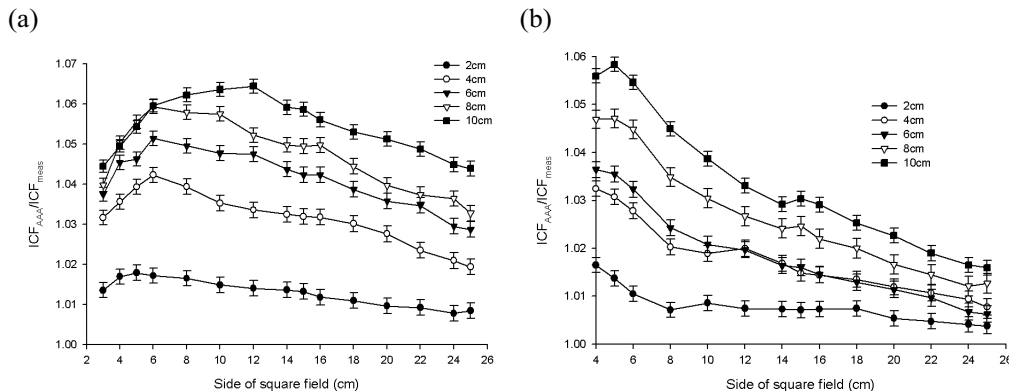 (a)
(b)
1.07
1.06
1.05
1.04
1.03
1.02
1.01
1.00
ICF_AAA/ICF_meas
2 4 6 8 10 12 14 16 18 20 22 24 26
Side of square field (cm)
2cm
4cm
6cm
8cm
10cm
1.06
1.05
1.04
1.03
1.02
1.01
1.00
ICF_AAA/ICF_meas
4 6 8 10 12 14 16 18 20 22 24 26
Side of square field (cm)
2cm
4cm
6cm
8cm
10cm